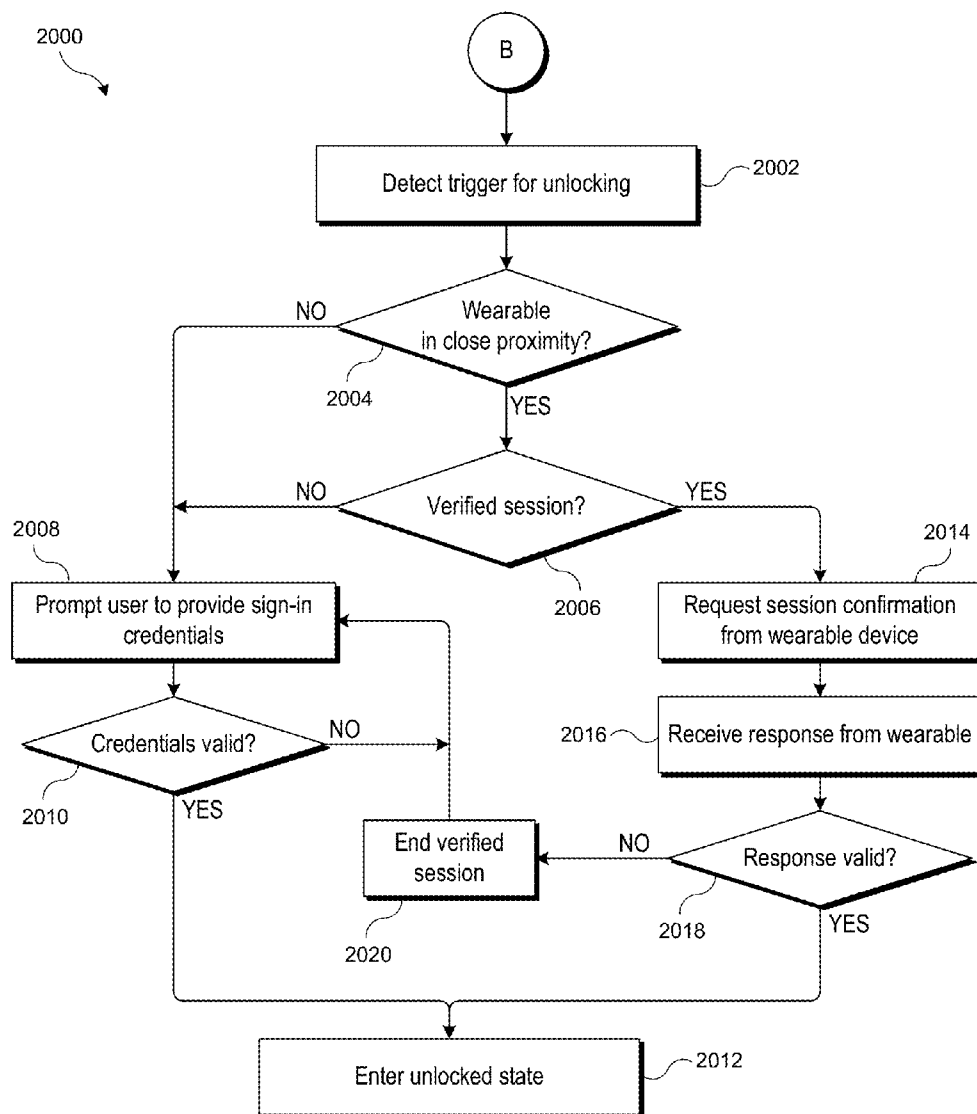 2000
B
Detect trigger for unlocking
2002
NO
Wearable
in close proximity?
2004
YES
NO
Verified session?
YES
2008
2006
2014
Prompt user to provide sign-in
credentials
Request session confirmation
from wearable device
Credentials valid?
NO
2016
Receive response from wearable
2010
YES
End verified
session
NO
Response valid?
2020
2018
YES
Enter unlocked state
2012